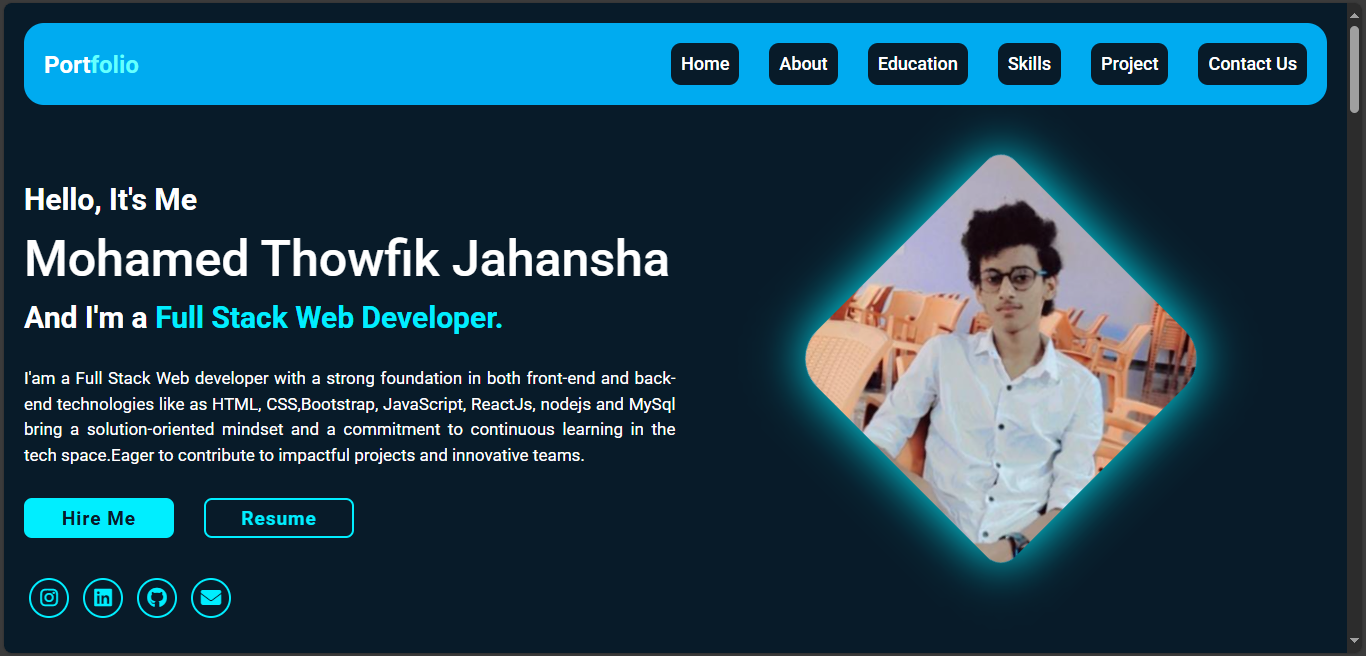 Portfolio
Home About Education Skills Project Contact Us
Hello, It's Me
Mohamed Thowfik Jahansha
And I'm a Full Stack Web Developer.
I'am a Full Stack Web developer with a strong foundation in both front-end and back-
end technologies like as HTML, CSS,Bootstrap, JavaScript, ReactJs, nodejs and MySql
bring a solution-oriented mindset and a commitment to continuous learning in the
tech space.Eager to contribute to impactful projects and innovative teams.
Hire Me Resume